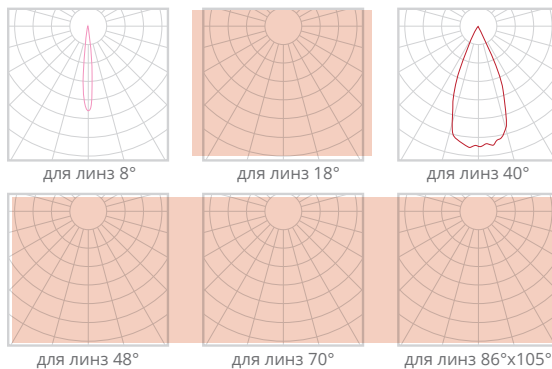 для линз 8°
для линз 18°
для линз 40°
для линз 48°
для линз 70°
для линз 86°x105°